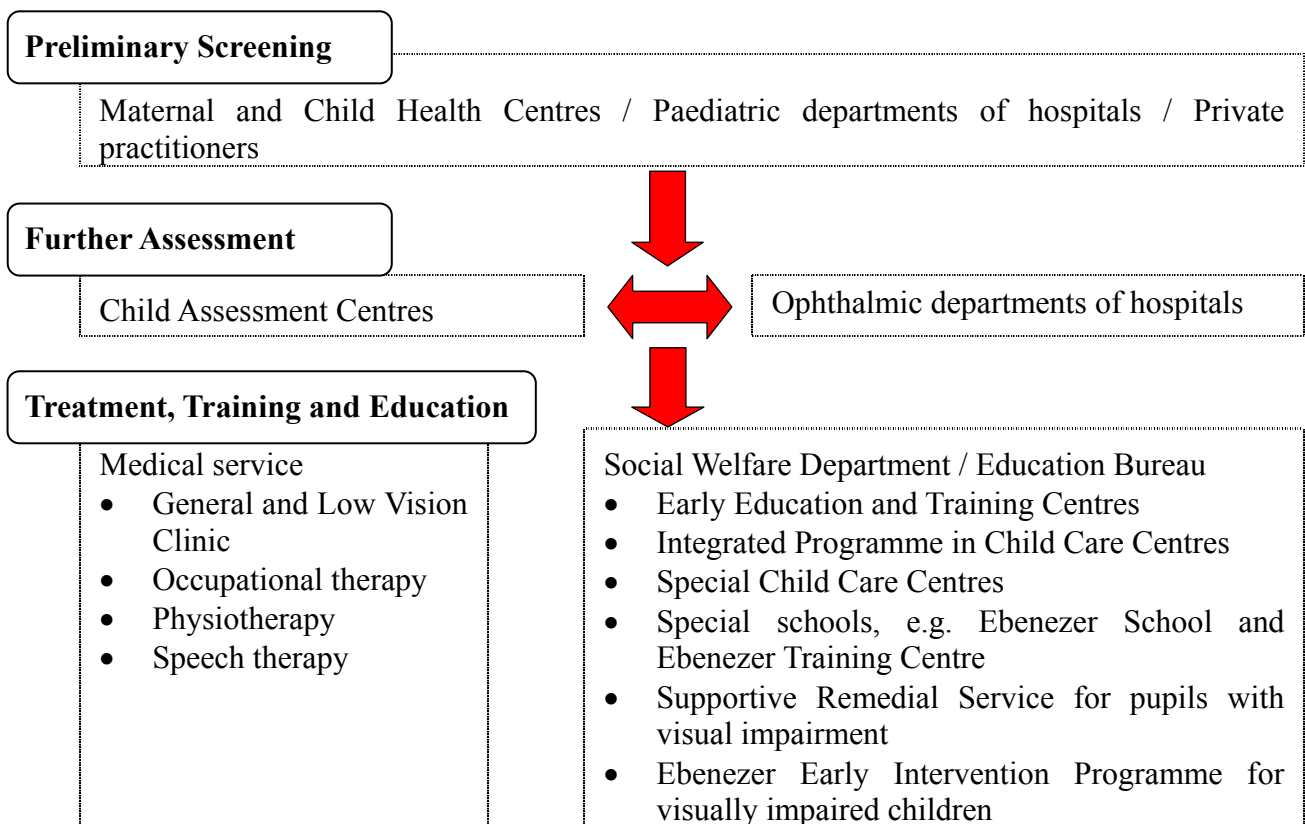 Preliminary Screening
Maternal and Child Health Centres / Paediatric departments of hospitals / Private
practitioners
Further Assessment
Child Assessment Centres
Ophthalmic departments of hospitals
Treatment, Training and Education
Medical service
• General and Low Vision
Clinic
• Occupational therapy
• Physiotherapy
• Speech therapy
Social Welfare Department / Education Bureau
• Early Education and Training Centres
• Integrated Programme in Child Care Centres
• Special Child Care Centres
• Special schools, e.g. Ebenezer School and
Ebenezer Training Centre
• Supportive Remedial Service for pupils with
visual impairment
• Ebenezer Early Intervention Programme for
visually impaired children